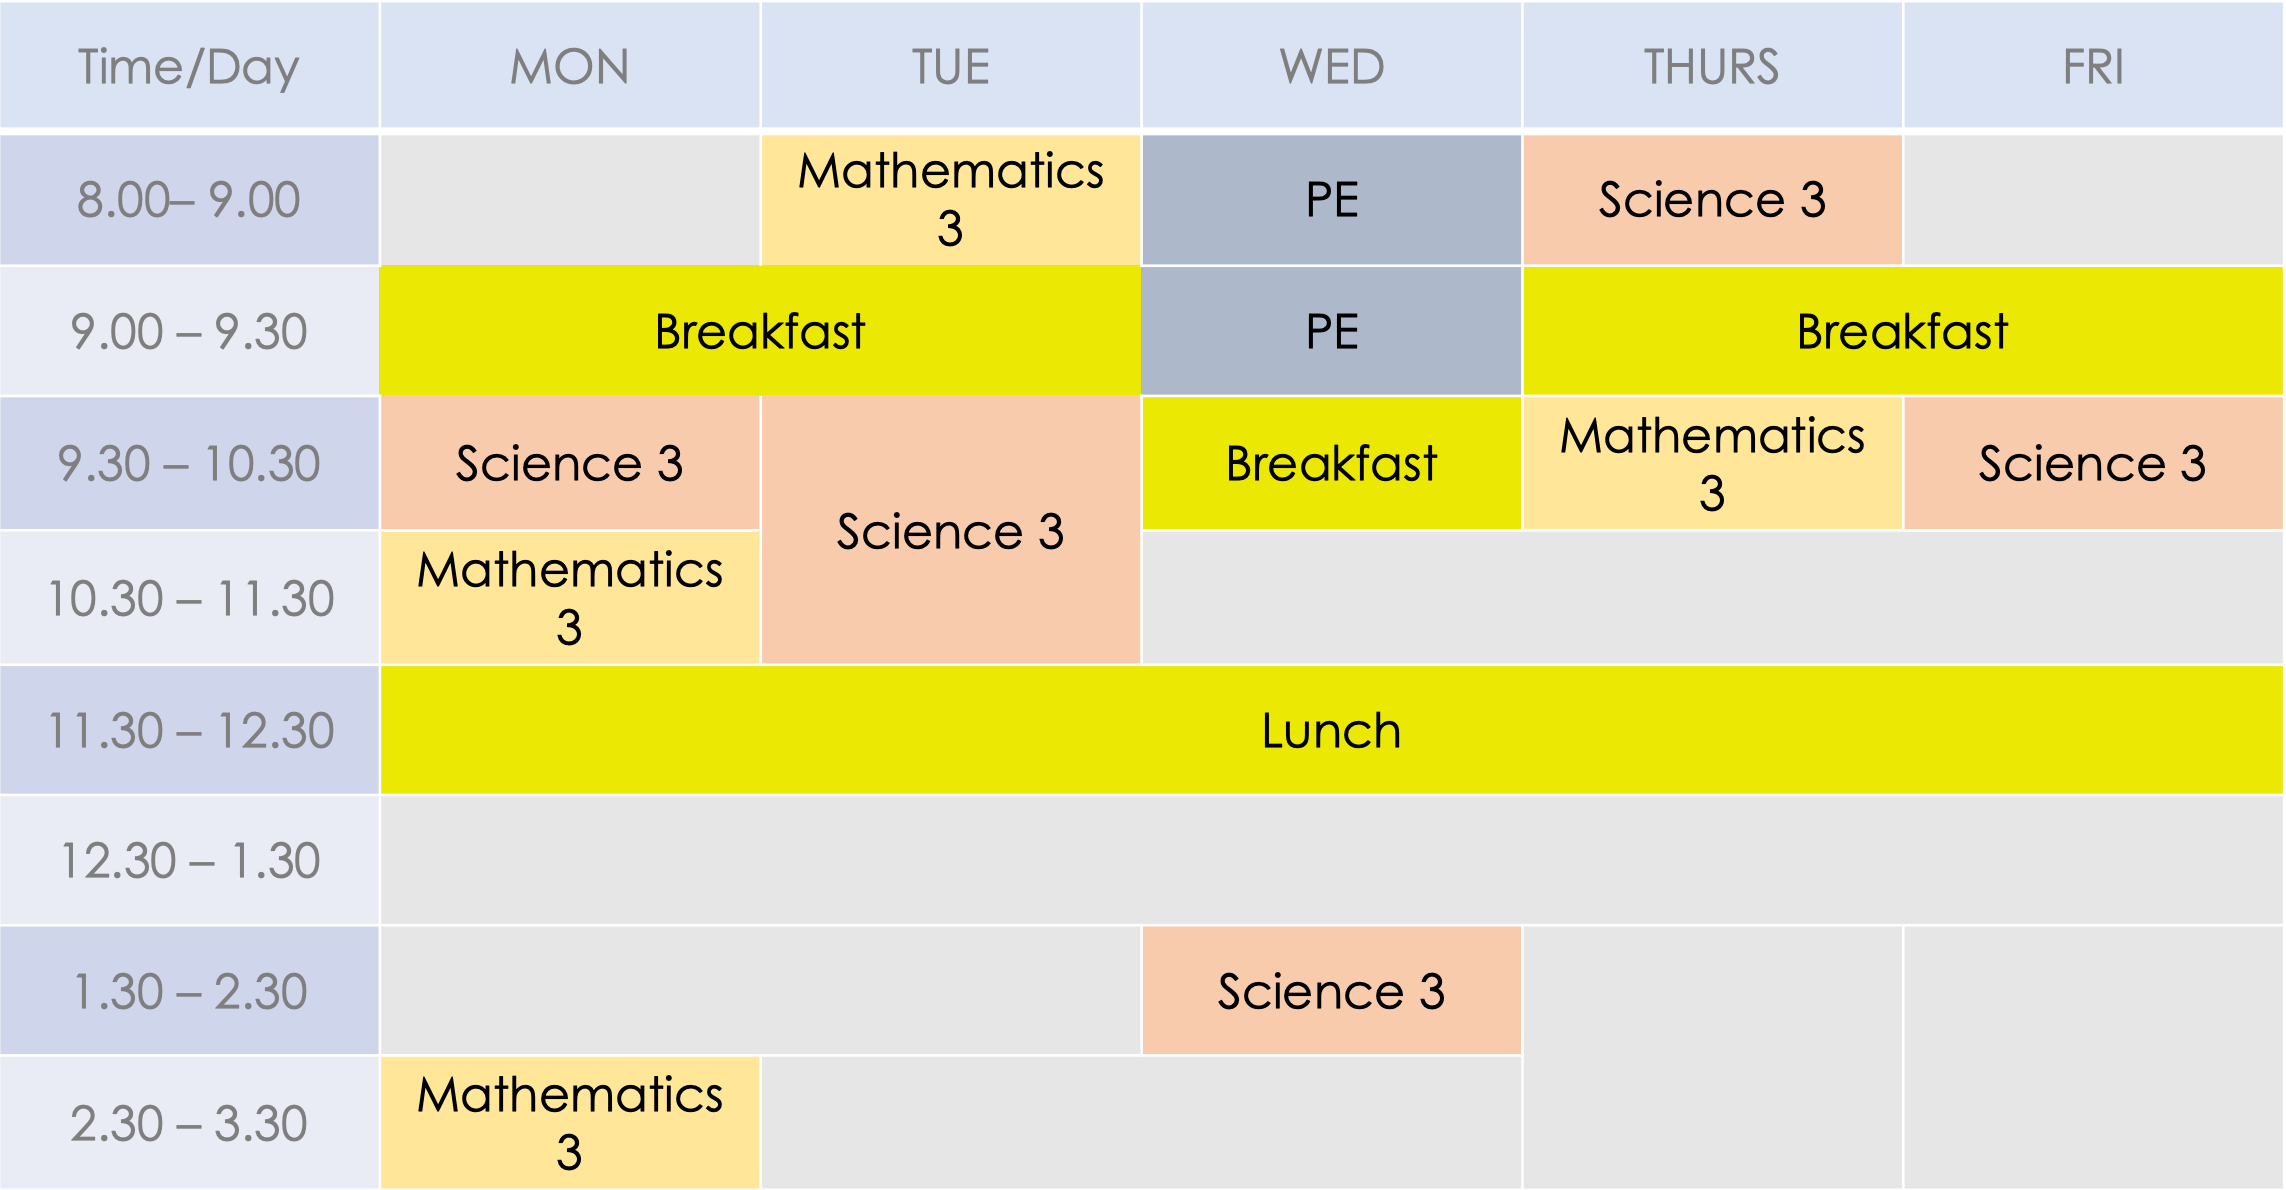 Time/Day MON TUE WED THURS FRI
8.00– 9.00 Mathematics 3 PE Science 3
9.00 – 9.30 Breakfast PE Breakfast
9.30 – 10.30 Science 3 Science 3 Breakfast Mathematics 3 Science 3
10.30 – 11.30 Mathematics 3
11.30 – 12.30 Lunch
12.30 – 1.30
1.30 – 2.30 Science 3
2.30 – 3.30 Mathematics 3